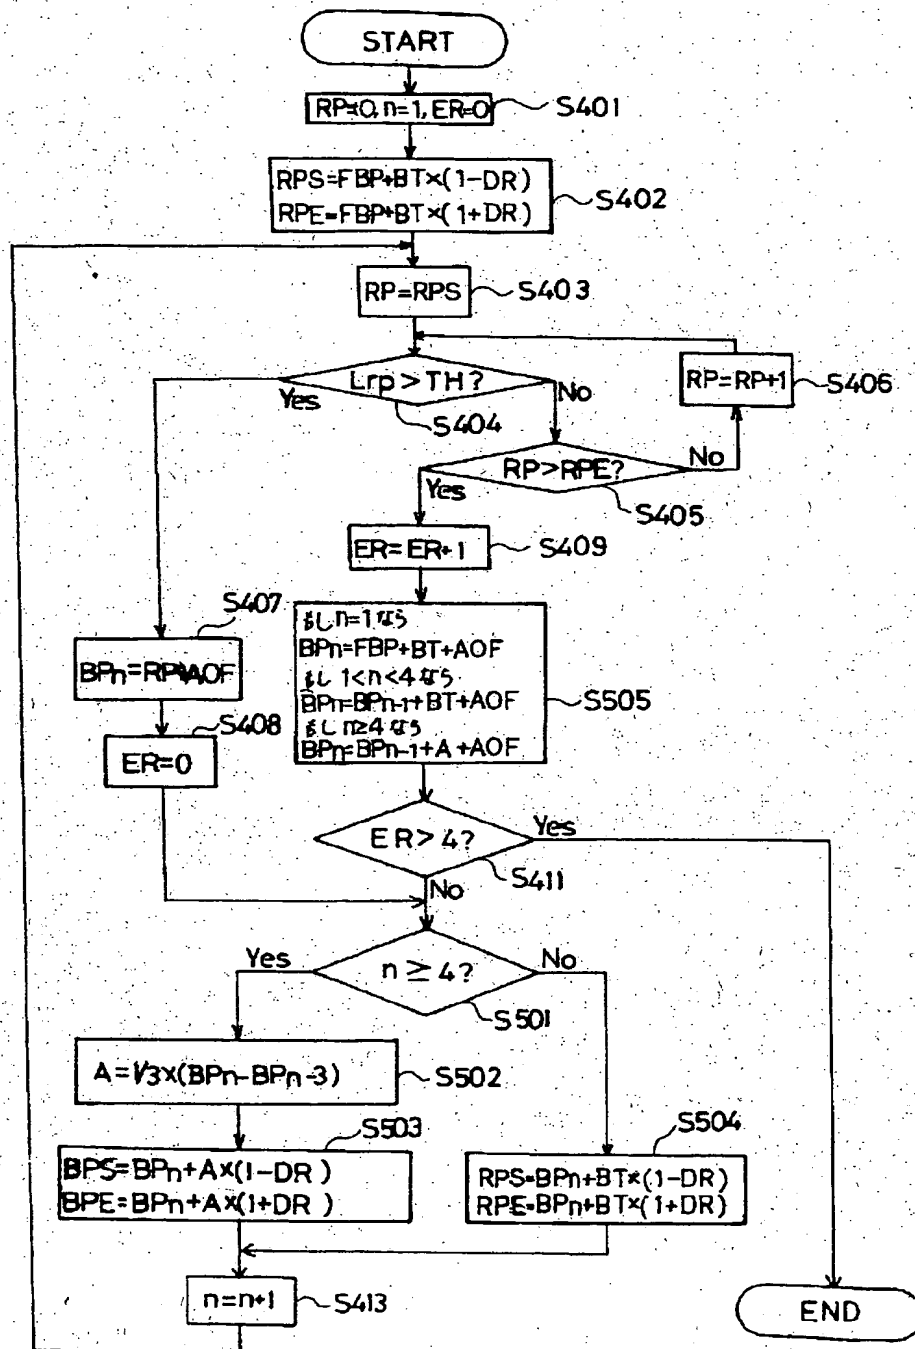 START
RP=0,n=1,ER=0
S401
RPS=FBP+BT×(1-DR)
RPE=FBP+BT×(1+DR)
S402
RP=RPS
S403
Lrp>TH?
Yes
No
S404
RP=RP+1
S406
RP>RPE?
Yes
No
S405
ER=ER+1
S409
S407
BPn=RP+AOF
S408
ER=0
もしn=1なら
BPn=FBP+BT+AOF
もし1<n<4なら
BPn=BPn-1+BT+AOF
もしn≥4なら
BPn=BPn-1+A+AOF
S505
ER>4?
Yes
S411
No
n≥4?
Yes
No
S501
A=1/3×(BPn-BPn-3)
S502
S503
BPS=BPn+A×(1-DR)
BPE=BPn+A×(1+DR)
S504
RPS=BPn+BT×(1-DR)
RPE=BPn+BT×(1+DR)
n=n+1
S413
END